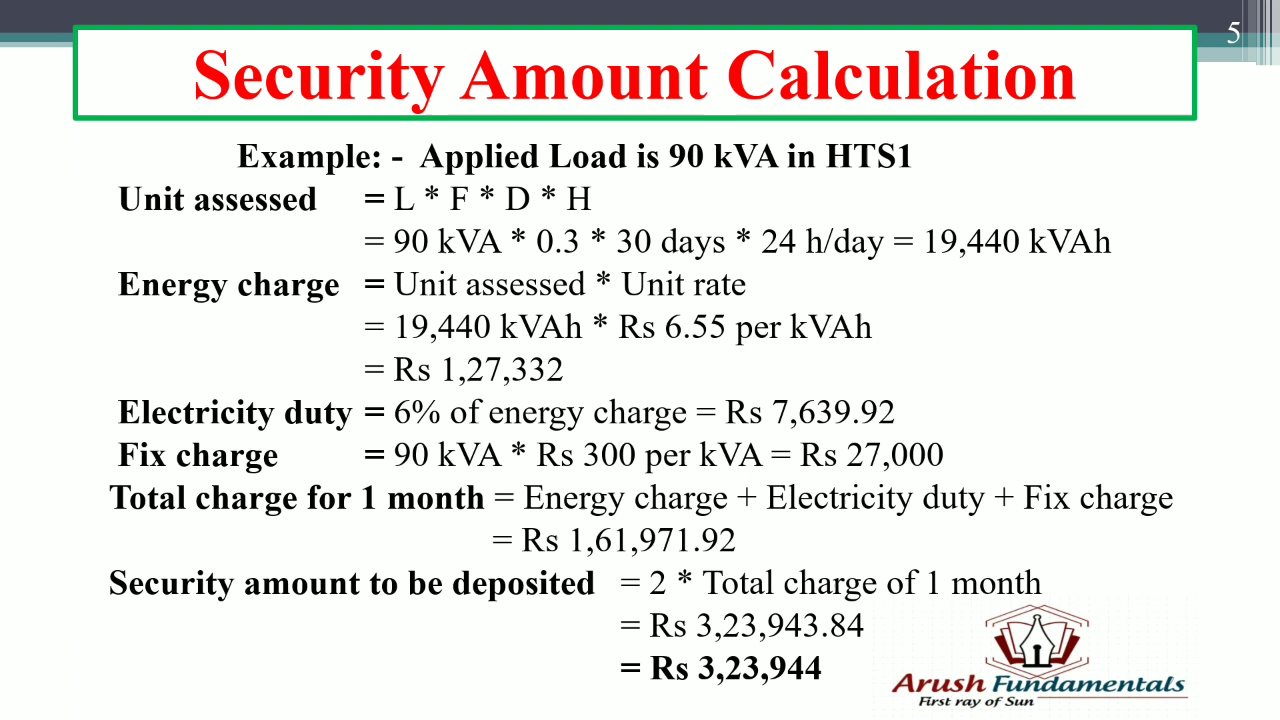 5
Security Amount Calculation
Example: - Applied Load is 90 kVA in HTS1
Unit assessed = L * F * D * H
= 90 kVA * 0.3 * 30 days * 24 h/day = 19,440 kVAh
Energy charge = Unit assessed * Unit rate
= 19,440 kVAh * Rs 6.55 per kVAh
= Rs 1,27,332
Electricity duty = 6% of energy charge = Rs 7,639.92
Fix charge = 90 kVA * Rs 300 per kVA = Rs 27,000
Total charge for 1 month = Energy charge + Electricity duty + Fix charge
= Rs 1,61,971.92
Security amount to be deposited = 2 * Total charge of 1 month
= Rs 3,23,943.84
= Rs 3,23,944
Arush Fundamentals
First ray of Sun